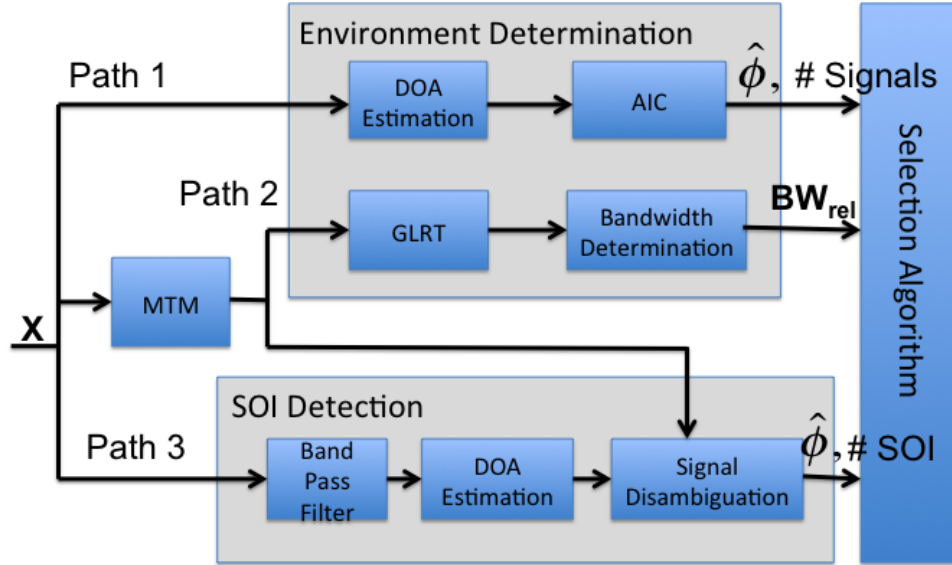 Environment Determination
Path 1
DOA
Estimation
AIC
ϕ̂, # Signals
Path 2
GLRT
Bandwidth
Determination
BWrel
MTM
X
SOI Detection
Path 3
Band
Pass
Filter
DOA
Estimation
Signal
Disambiguation
ϕ̂, # SOI
Selection Algorithm